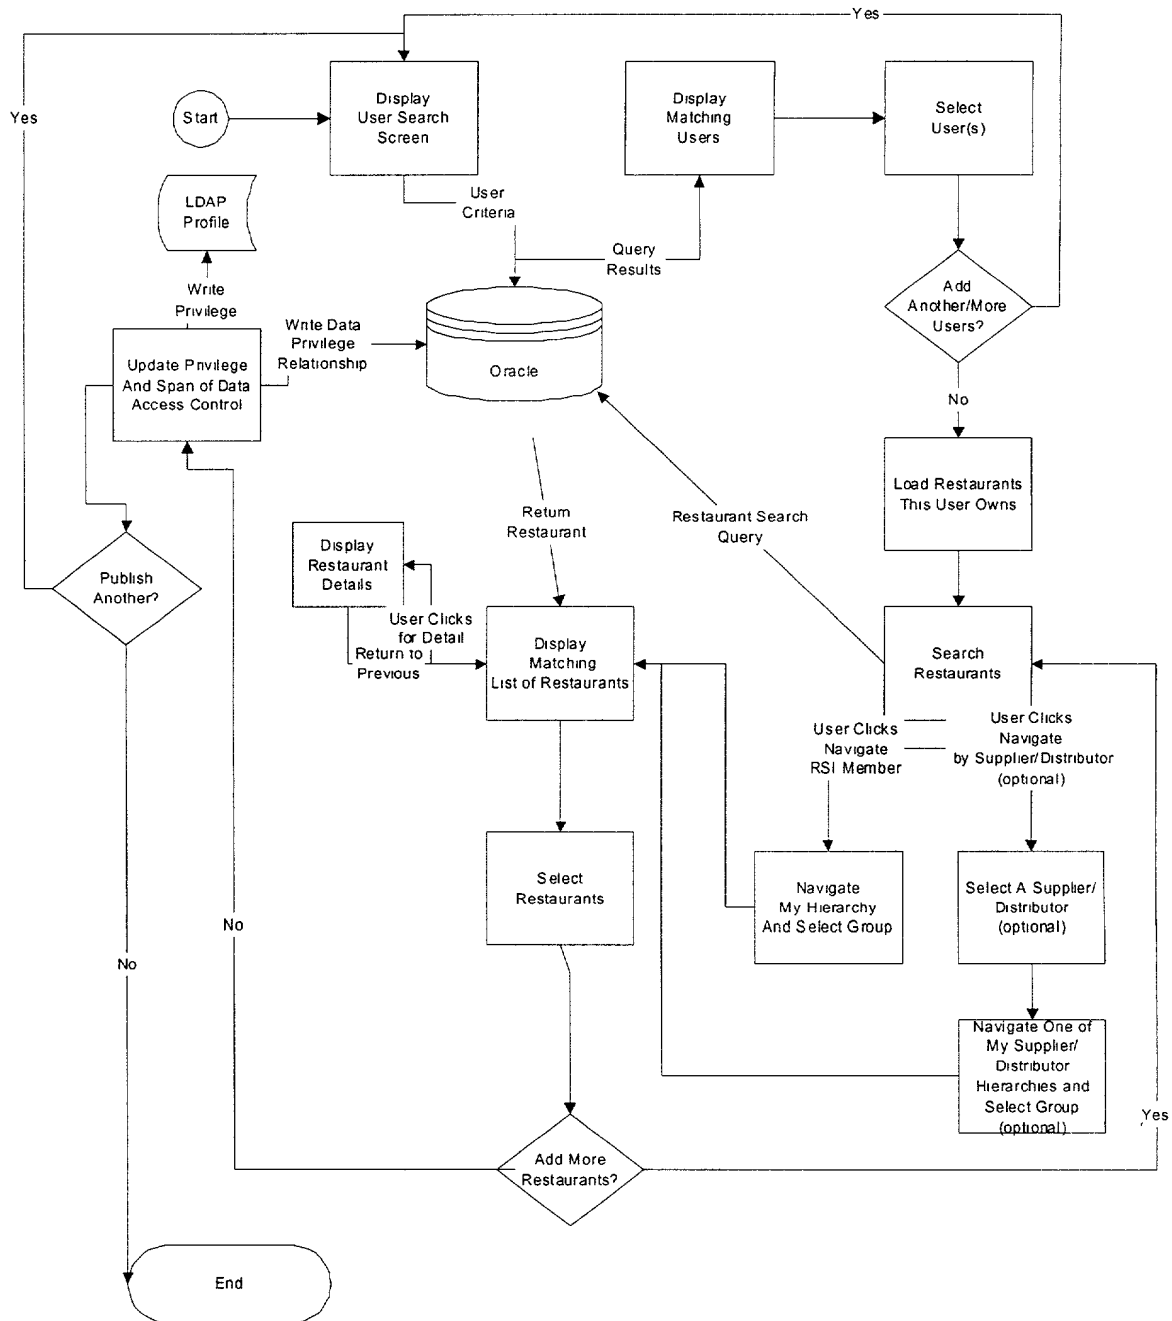 Yes
Yes
Start
Display
User Search
Screen
Display
Matching
Users
Select
User(s)
LDAP
Profile
User
Criteria
Query
Results
Write
Privilege
Write Data
Privilege
Relationship
Add
Another/More
Users?
Update Privilege
And Span of Data
Access Control
Oracle
No
Load Restaurants
This User Owns
Return
Restaurant
Restaurant Search
Query
Display
Restaurant
Details
Publish
Another?
User Clicks
for Detail
Return to
Previous
Display
Matching
List of Restaurants
Search
Restaurants
User Clicks
Navigate
RSI Member
User Clicks
Navigate
by Supplier/Distributor
(optional)
Select
Restaurants
Navigate
My Hierarchy
And Select Group
Select A Supplier/
Distributor
(optional)
No
No
Navigate One of
My Supplier/
Distributor
Hierarchies and
Select Group
(optional)
Yes
Add More
Restaurants?
End